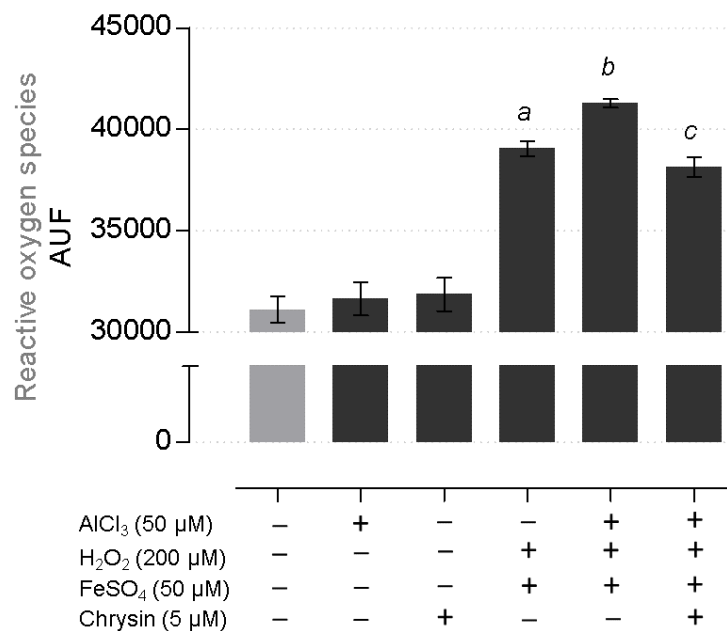 Reactive oxygen species
AUF
45000
40000
35000
30000
0
a
b
c
AlCl₃ (50 µM) – + – – + +
H₂O₂ (200 µM) – – – + + +
FeSO₄ (50 µM) – – – + + +
Chrysin (5 µM) – – + – – +